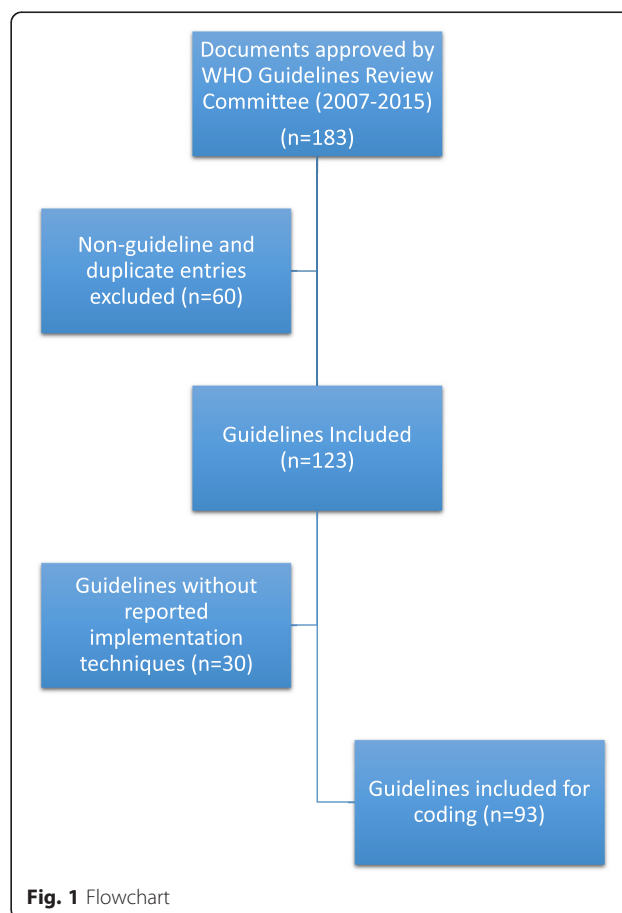 Documents approved by
WHO Guidelines Review
Committee (2007-2015)
(n=183)
Non-guideline and
duplicate entries
excluded (n=60)
Guidelines Included
(n=123)
Guidelines without
reported
implementation
techniques (n=30)
Guidelines included for
coding (n=93)
Fig. 1 Flowchart